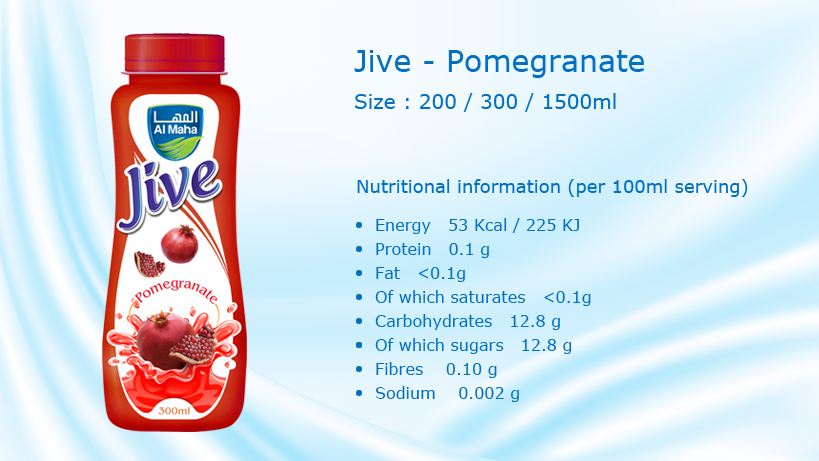 المها
Al Maha
Jive
Pomegranate
300ml
Jive - Pomegranate
Size : 200 / 300 / 1500ml
Nutritional information (per 100ml serving)
• Energy 53 Kcal / 225 KJ
• Protein 0.1 g
• Fat <0.1g
• Of which saturates <0.1g
• Carbohydrates 12.8 g
• Of which sugars 12.8 g
• Fibres 0.10 g
• Sodium 0.002 g